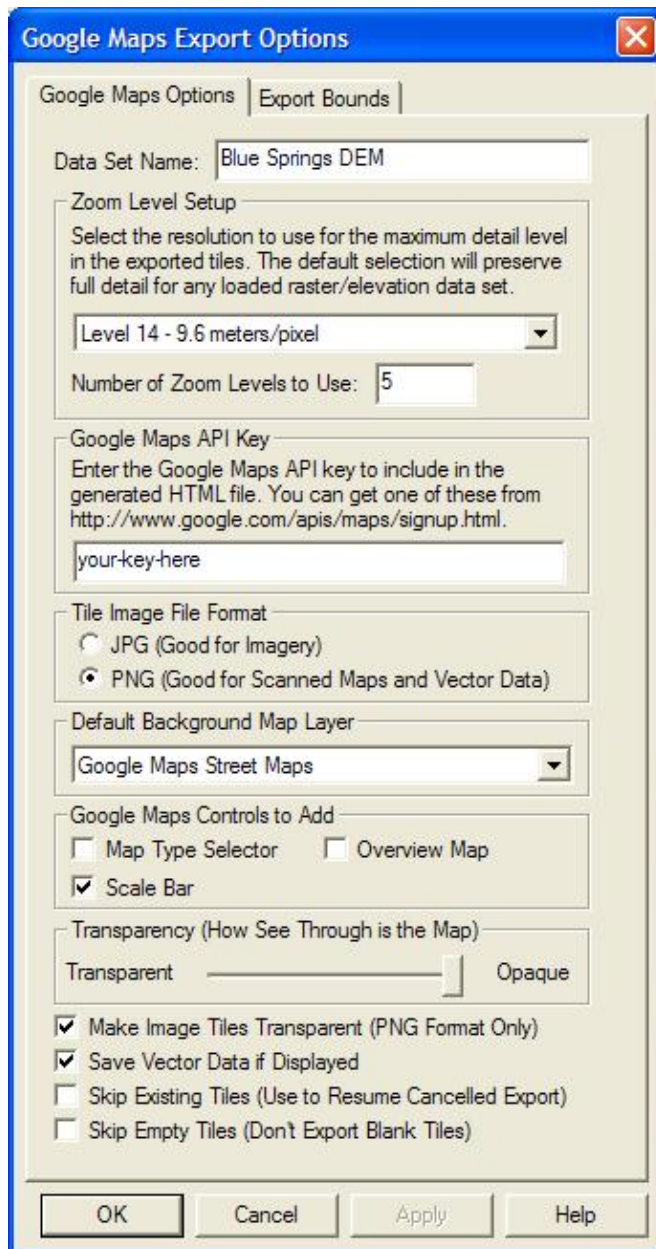 Google Maps Export Options
Google Maps Options
Export Bounds
Data Set Name: Blue Springs DEM
Zoom Level Setup
Select the resolution to use for the maximum detail level
in the exported tiles. The default selection will preserve
full detail for any loaded raster/elevation data set.
Level 14 - 9.6 meters/pixel
Number of Zoom Levels to Use: 5
Google Maps API Key
Enter the Google Maps API key to include in the
generated HTML file. You can get one of these from
http://www.google.com/apis/maps/signup.html.
your-key-here
Tile Image File Format
JPG (Good for Imagery)
PNG (Good for Scanned Maps and Vector Data)
Default Background Map Layer
Google Maps Street Maps
Google Maps Controls to Add
Map Type Selector Overview Map
Scale Bar
Transparency (How See Through is the Map)
Transparent Opaque
Make Image Tiles Transparent (PNG Format Only)
Save Vector Data if Displayed
Skip Existing Tiles (Use to Resume Cancelled Export)
Skip Empty Tiles (Don't Export Blank Tiles)
OK Cancel Apply Help